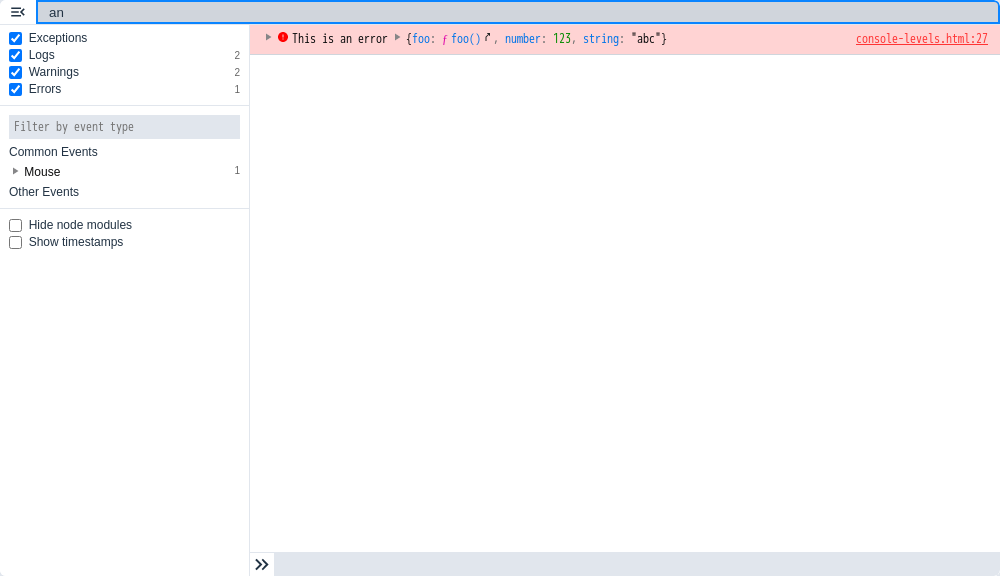 an
Exceptions
Logs 2
Warnings 2
Errors 1
Filter by event type
Common Events
Mouse 1
Other Events
Hide node modules
Show timestamps
This is an error {foo: ƒ foo() , number: 123, string: "abc"} console-levels.html:27